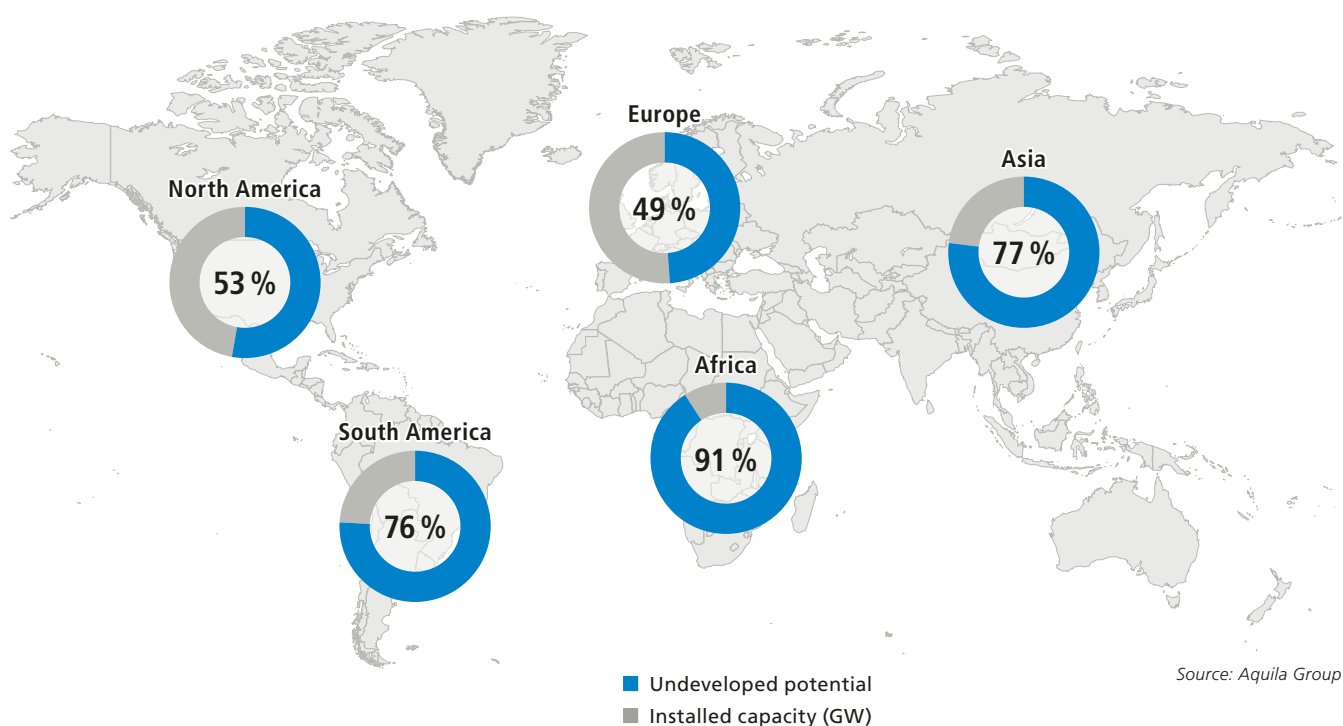 Europe
49 %
Asia
77 %
North America
53 %
Africa
91 %
South America
76 %
Undeveloped potential
Installed capacity (GW)
Source: Aquila Group